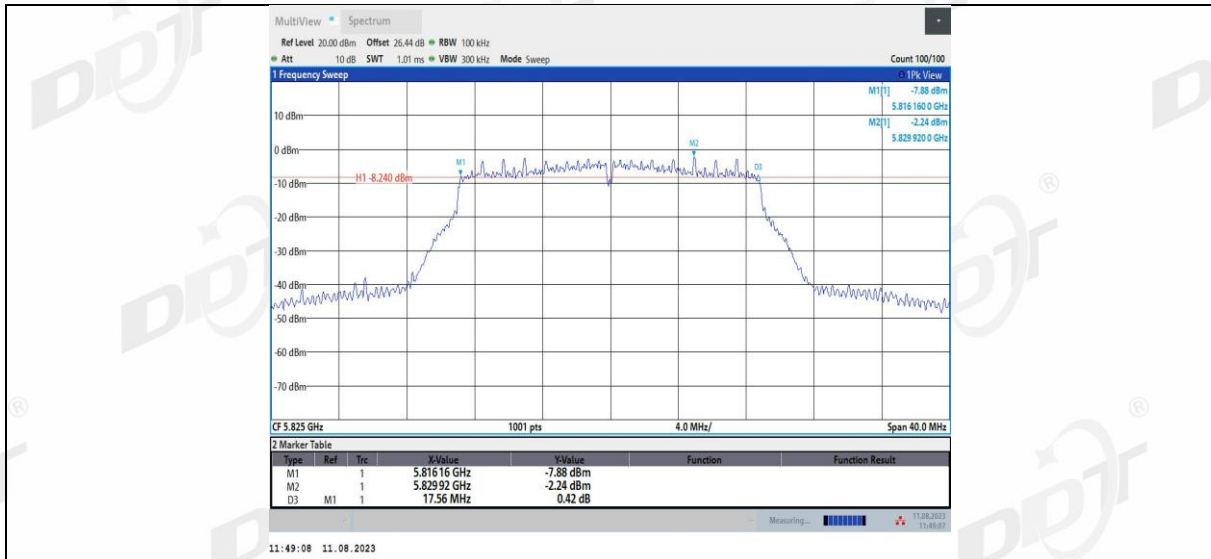 MultiView Spectrum
Ref Level 20.00 dBm Offset 26.44 dB RBW 100 kHz
Att 10 dB SWT 1.01 ms VBW 300 kHz Mode Sweep Count 100/100
1 Frequency Sweep 1Pk View
M1[1] -7.88 dBm
5.816 160 0 GHz
10 dBm
M2[1] -2.24 dBm
5.829 920 0 GHz
0 dBm
M2
M1
D3
H1 -8.240 dBm
-10 dBm
-20 dBm
-30 dBm
-40 dBm
-50 dBm
-60 dBm
-70 dBm
CF 5.825 GHz 1001 pts 4.0 MHz/ Span 40.0 MHz
2 Marker Table
Type Ref Trc X-Value Y-Value Function Function Result
M1 1 5.81616 GHz -7.88 dBm
M2 1 5.82992 GHz -2.24 dBm
D3 M1 1 17.56 MHz 0.42 dB
Measuring... 11.08.2023
11:49:07
11:49:08 11.08.2023
DDT
®